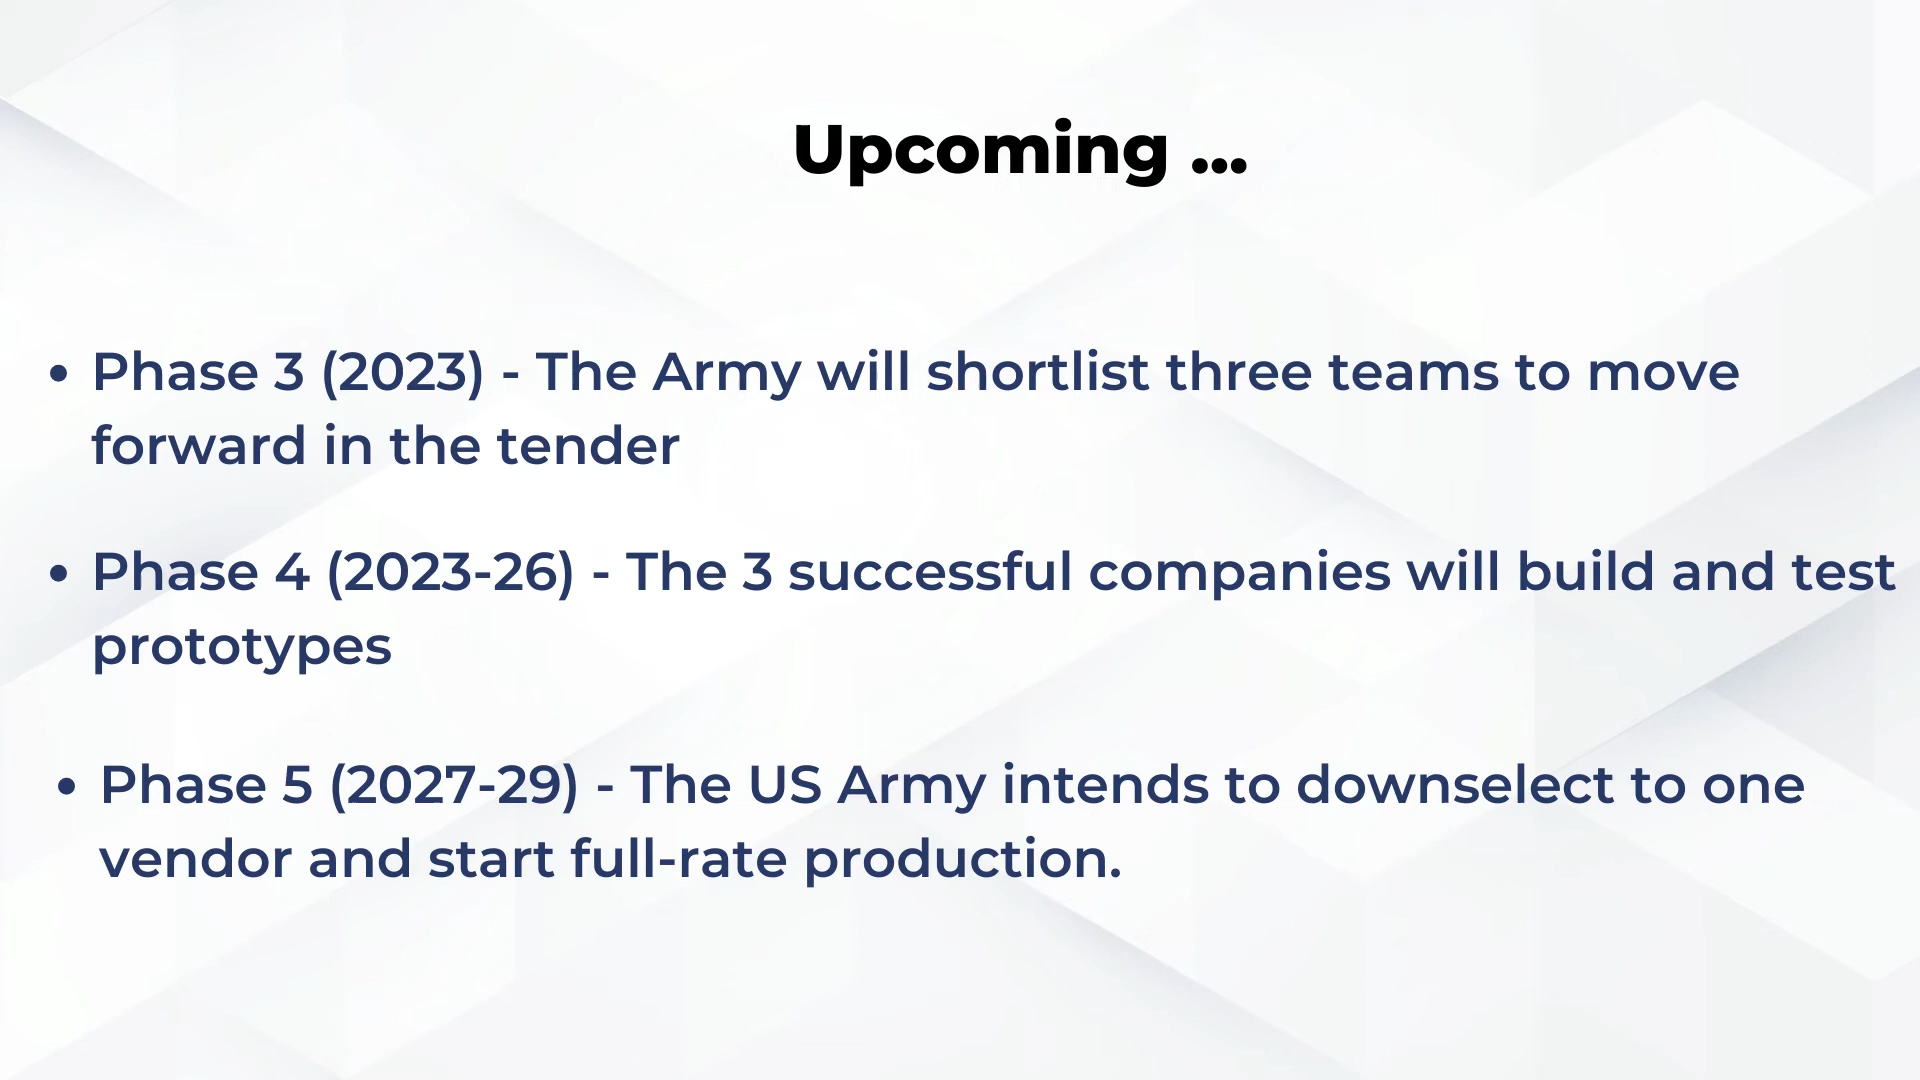 Upcoming ...
• Phase 3 (2023) - The Army will shortlist three teams to move
forward in the tender
• Phase 4 (2023-26) - The 3 successful companies will build and test
prototypes
• Phase 5 (2027-29) - The US Army intends to downselect to one
vendor and start full-rate production.